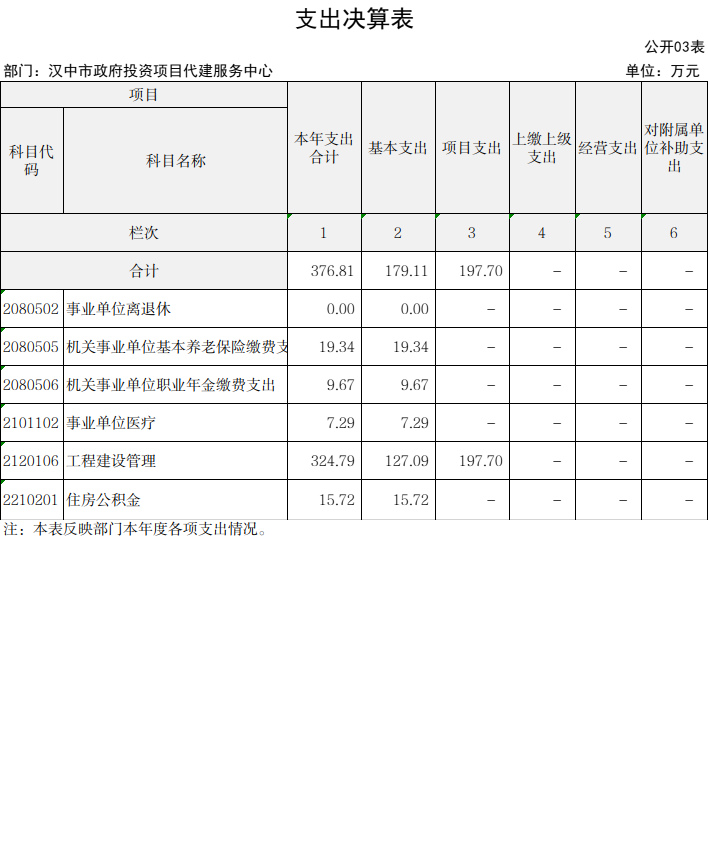 支出决算表
公开03表
部门：汉中市政府投资项目代建服务中心 单位：万元
项目 本年支出合计 基本支出 项目支出 上缴上级支出 经营支出 对附属单位补助支出
科目代码 科目名称
栏次 1 2 3 4 5 6
合计 376.81 179.11 197.70 – – –
2080502 事业单位离退休 0.00 0.00 – – – –
2080505 机关事业单位基本养老保险缴费支 19.34 19.34 – – – –
2080506 机关事业单位职业年金缴费支出 9.67 9.67 – – – –
2101102 事业单位医疗 7.29 7.29 – – – –
2120106 工程建设管理 324.79 127.09 197.70 – – –
2210201 住房公积金 15.72 15.72 – – – –
注：本表反映部门本年度各项支出情况。